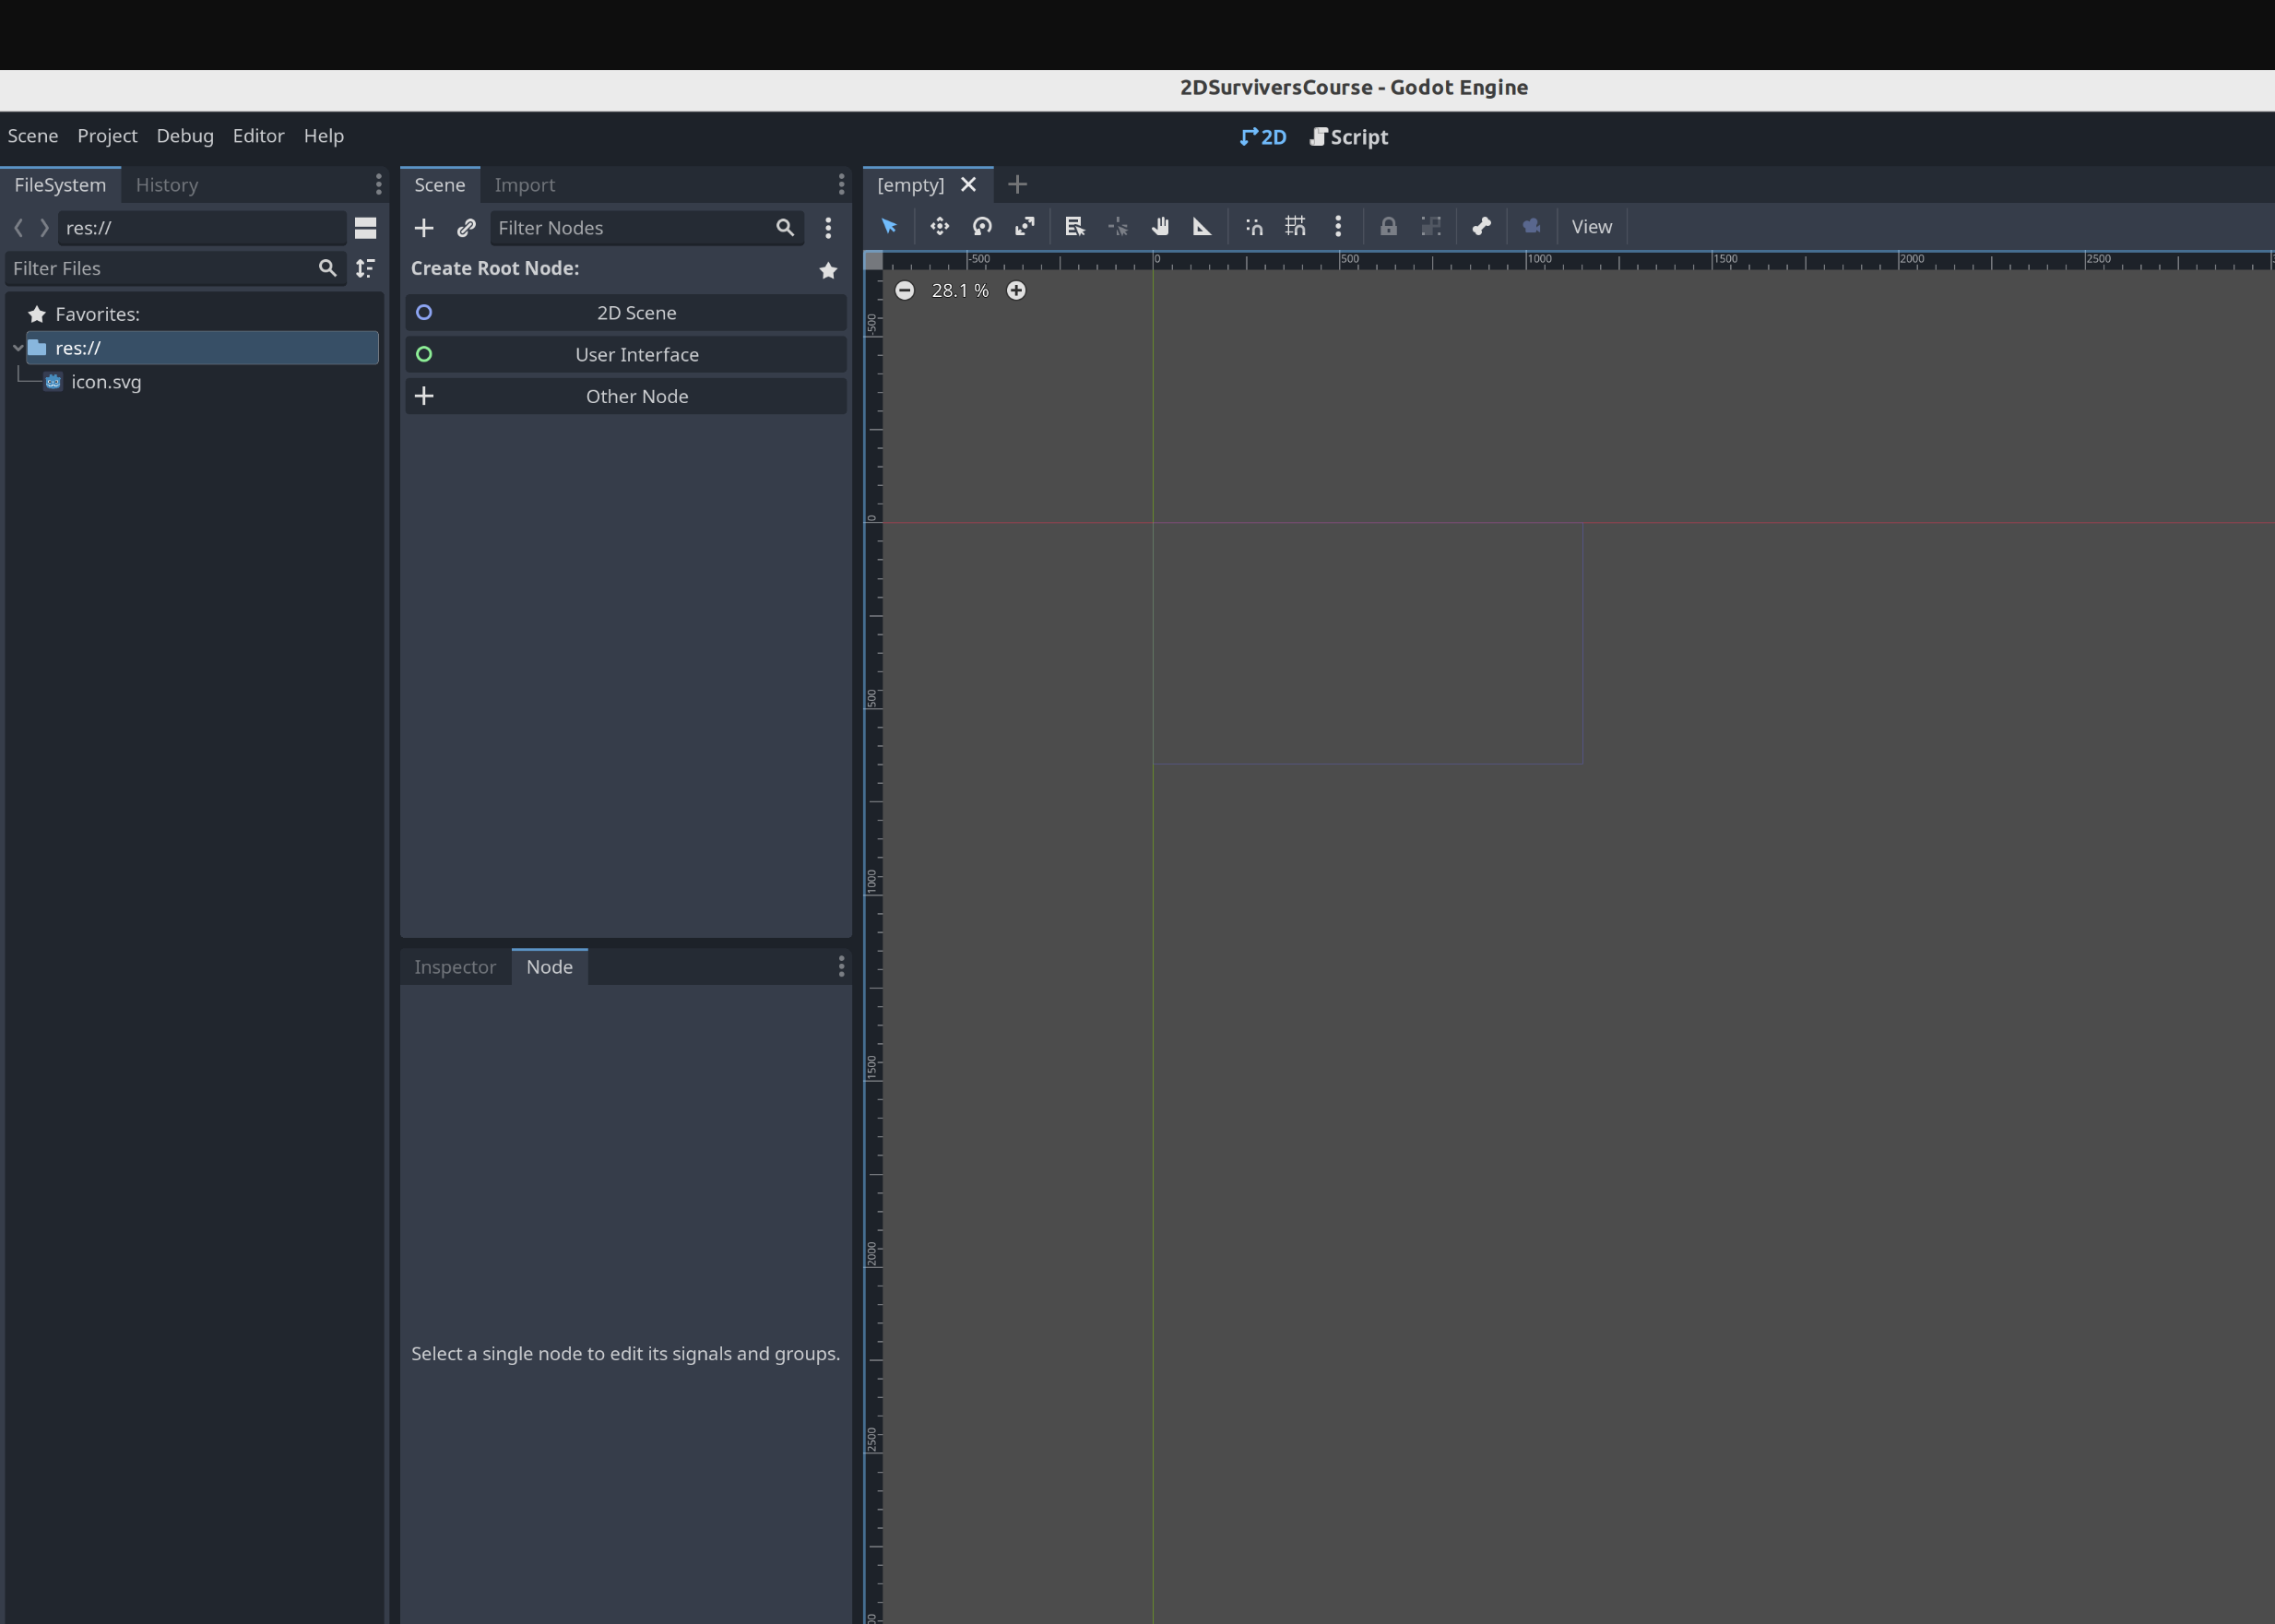 2DSurviversCourse - Godot Engine
Scene Project Debug Editor Help
2D Script
FileSystem History
Scene Import
[empty]
res://
Filter Nodes
View
Filter Files
Create Root Node:
-500 0 500 1000 1500 2000 2500
28.1 %
Favorites:
2D Scene
res://
User Interface
icon.svg
Other Node
-500
0
500
1000
1500
2000
2500
Inspector Node
Select a single node to edit its signals and groups.